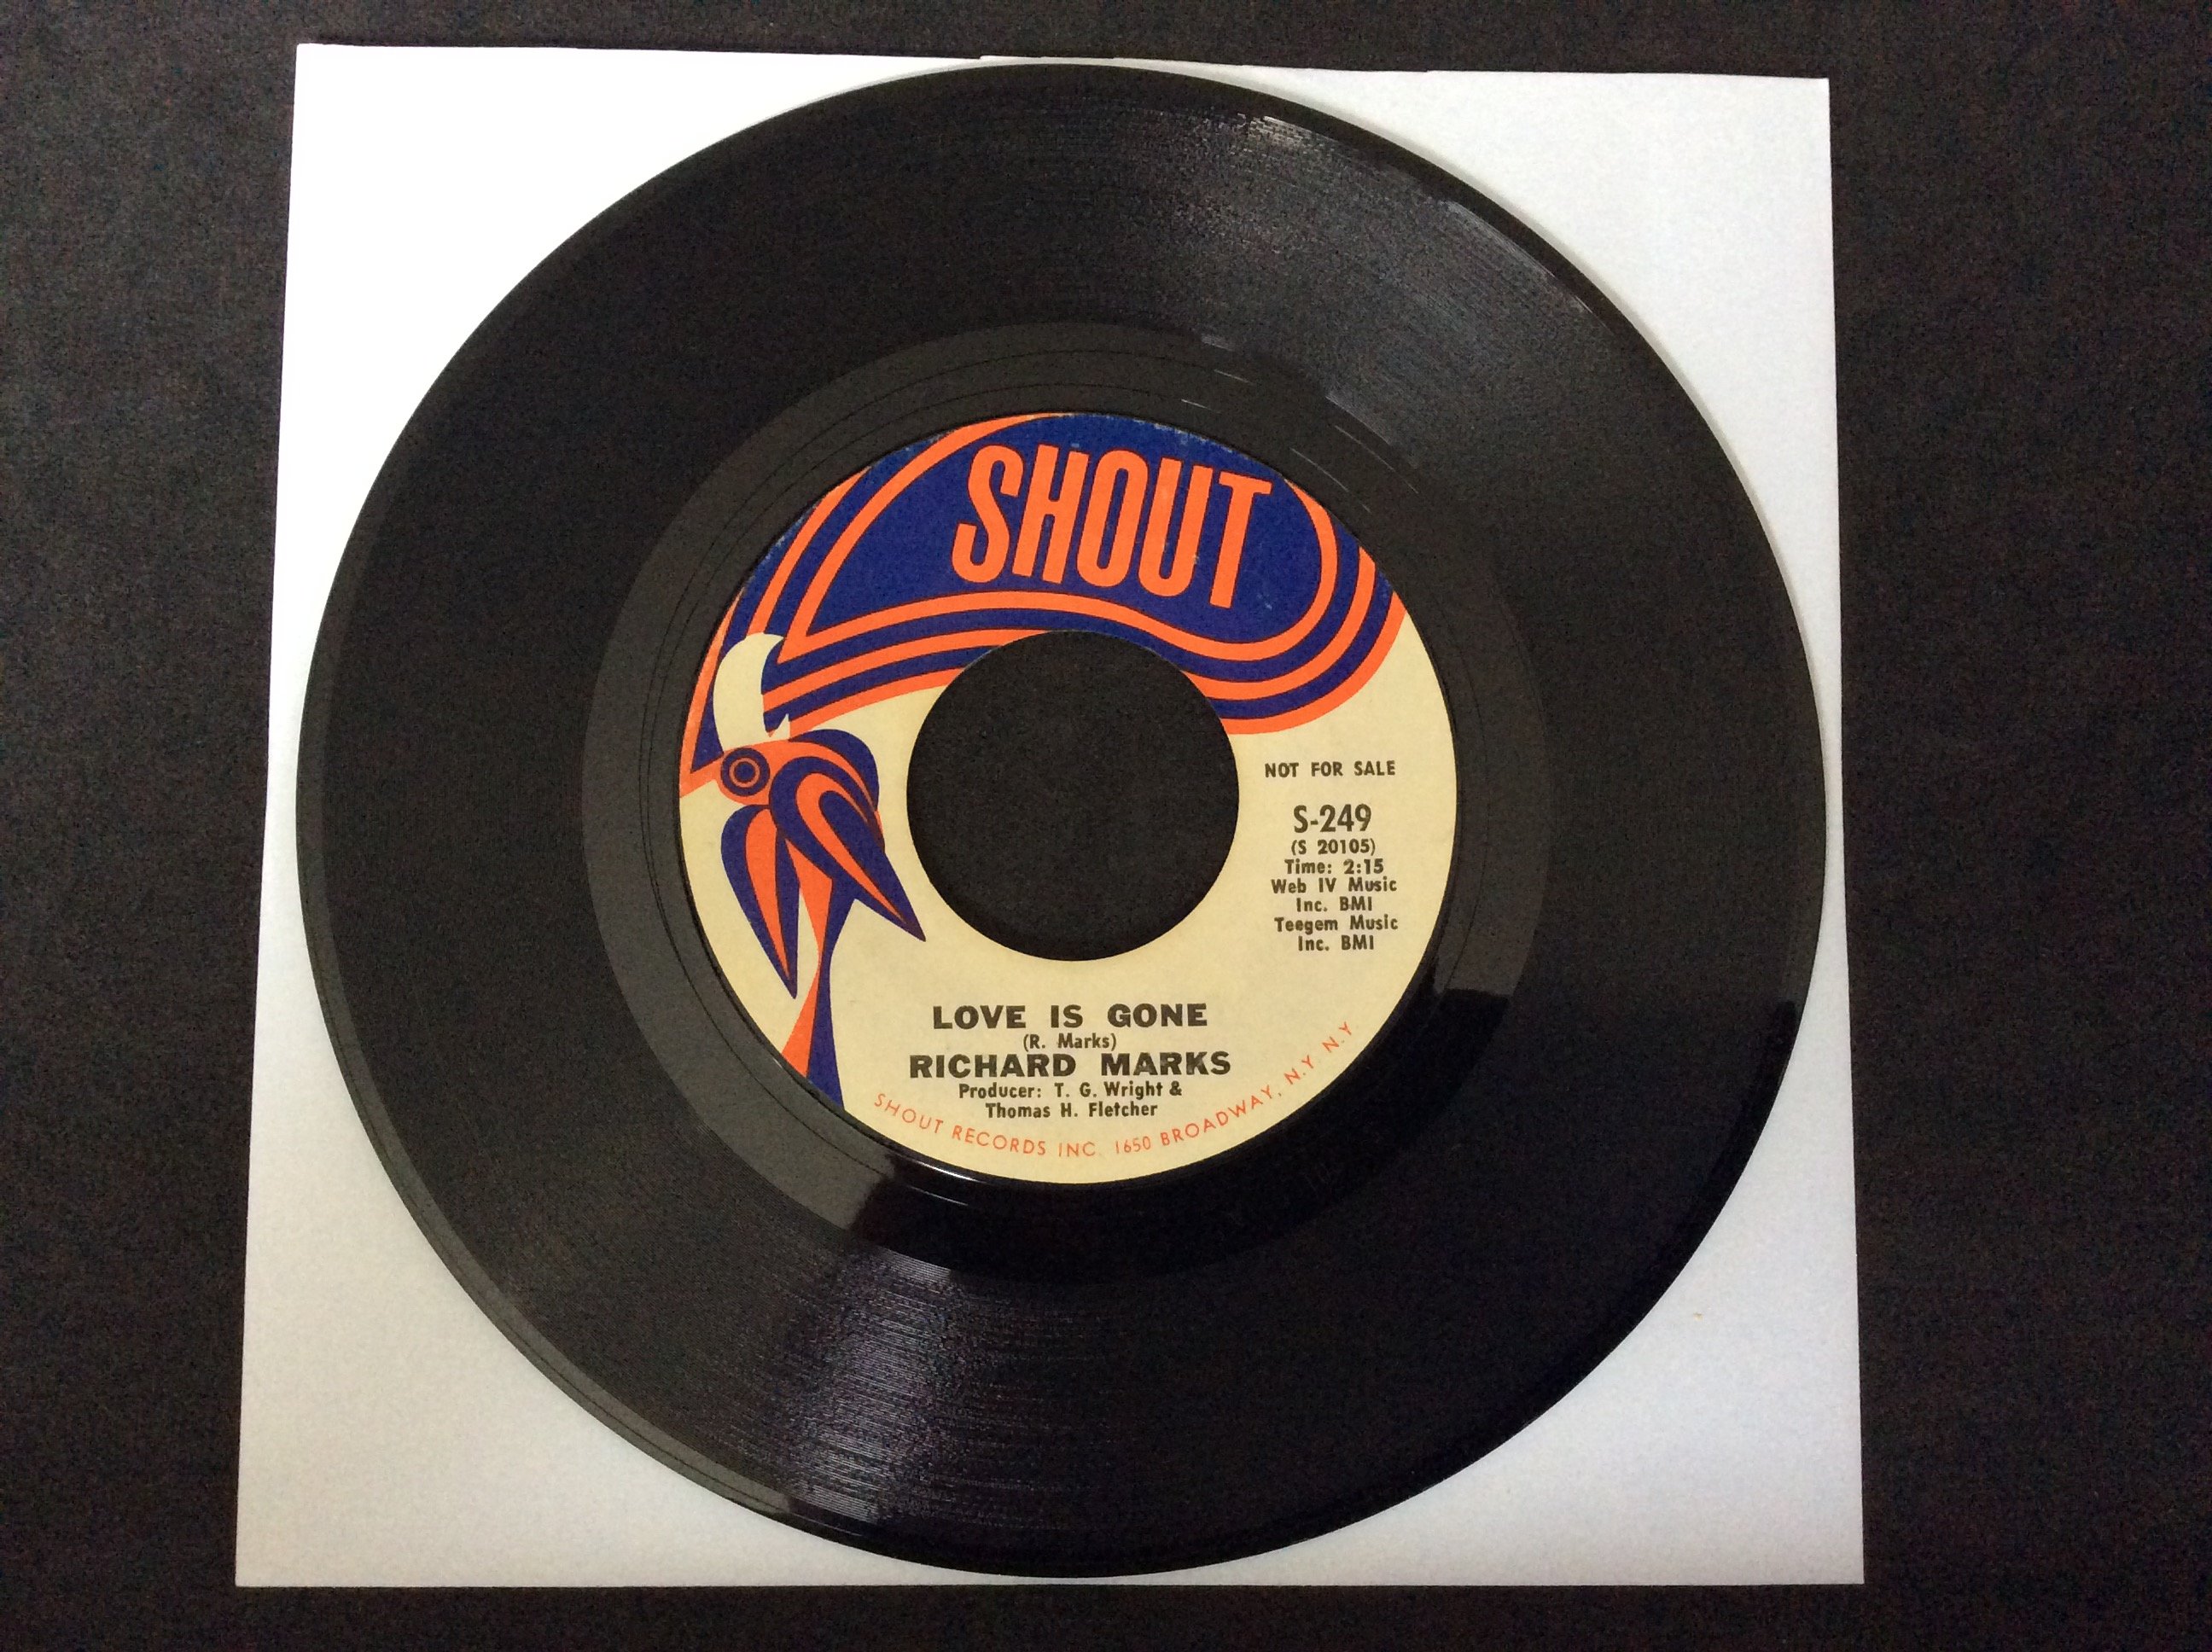 SHOUT
NOT FOR SALE
S-249
(S 20105)
Time: 2:15
Web IV Music
Inc. BMI
Teegem Music
Inc. BMI
LOVE IS GONE
(R. Marks)
RICHARD MARKS
Producer: T. G. Wright &
Thomas H. Fletcher
SHOUT RECORDS INC. 1650 BROADWAY, N.Y. N.Y